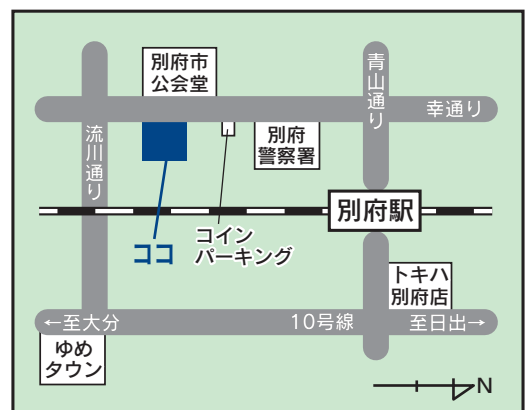 別府市
公会堂
青山通り
幸通り
流川通り
別府
警察署
別府駅
ココ
コイン
パーキング
トキハ
別府店
←至大分
10号線
至日出→
ゆめ
タウン
N